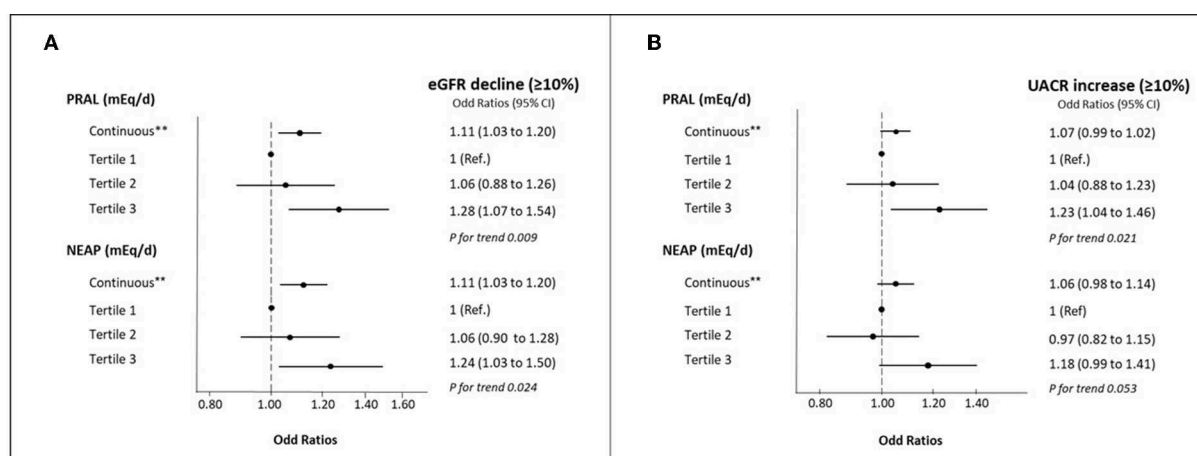 A
eGFR decline (≥10%)
PRAL (mEq/d)
Odd Ratios (95% CI)
Continuous** 1.11 (1.03 to 1.20)
Tertile 1 1 (Ref.)
Tertile 2 1.06 (0.88 to 1.26)
Tertile 3 1.28 (1.07 to 1.54)
P for trend 0.009
NEAP (mEq/d)
Continuous** 1.11 (1.03 to 1.20)
Tertile 1 1 (Ref.)
Tertile 2 1.06 (0.90 to 1.28)
Tertile 3 1.24 (1.03 to 1.50)
P for trend 0.024
0.80 1.00 1.20 1.40 1.60
Odd Ratios
B
UACR increase (≥10%)
PRAL (mEq/d)
Odd Ratios (95% CI)
Continuous** 1.07 (0.99 to 1.02)
Tertile 1 1 (Ref.)
Tertile 2 1.04 (0.88 to 1.23)
Tertile 3 1.23 (1.04 to 1.46)
P for trend 0.021
NEAP (mEq/d)
Continuous** 1.06 (0.98 to 1.14)
Tertile 1 1 (Ref)
Tertile 2 0.97 (0.82 to 1.15)
Tertile 3 1.18 (0.99 to 1.41)
P for trend 0.053
0.80 1.00 1.20 1.40
Odd Ratios